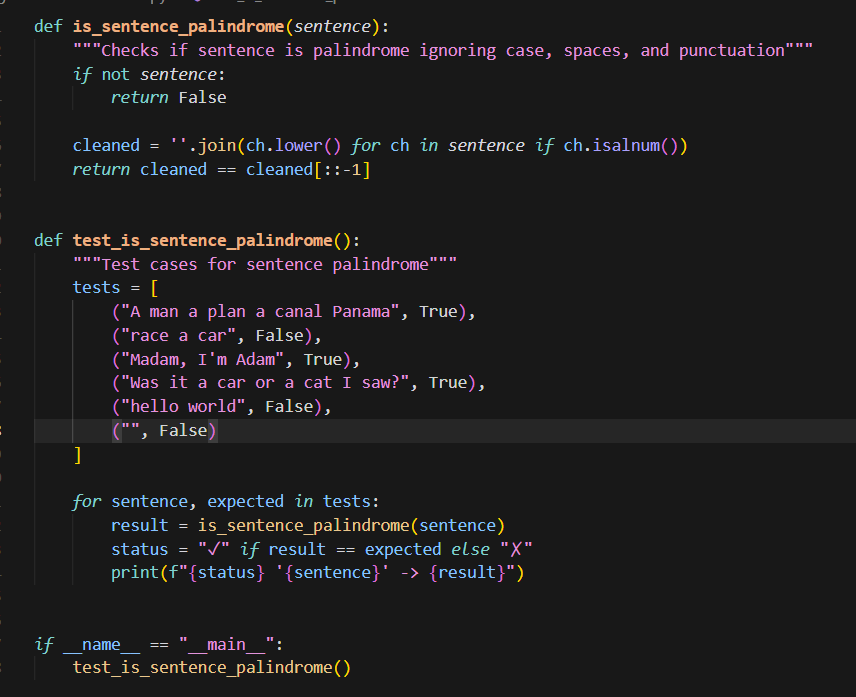 def is_sentence_palindrome(sentence):
    """Checks if sentence is palindrome ignoring case, spaces, and punctuation"""
    if not sentence:
        return False

    cleaned = ''.join(ch.lower() for ch in sentence if ch.isalnum())
    return cleaned == cleaned[::-1]


def test_is_sentence_palindrome():
    """Test cases for sentence palindrome"""
    tests = [
        ("A man a plan a canal Panama", True),
        ("race a car", False),
        ("Madam, I'm Adam", True),
        ("Was it a car or a cat I saw?", True),
        ("hello world", False),
        ("", False)
    ]

    for sentence, expected in tests:
        result = is_sentence_palindrome(sentence)
        status = "✓" if result == expected else "✗"
        print(f"{status} '{sentence}' -> {result}")


if __name__ == "__main__":
    test_is_sentence_palindrome()